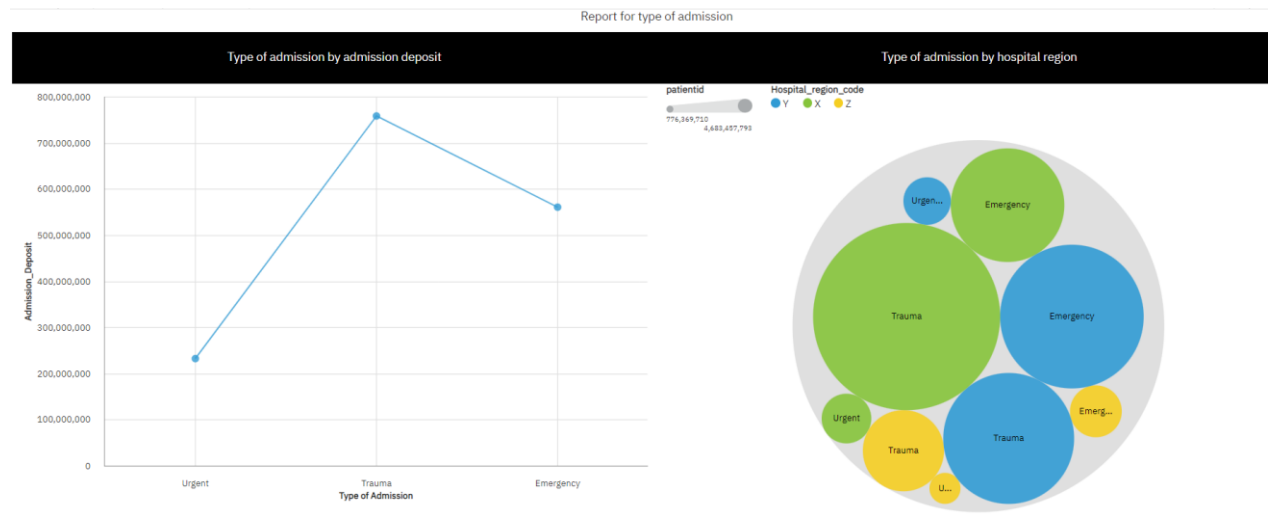 Report for type of admission
Type of admission by admission deposit
Type of admission by hospital region
800,000,000
700,000,000
600,000,000
500,000,000
400,000,000
300,000,000
200,000,000
100,000,000
0
Admission_Deposit
Urgent
Trauma
Emergency
Type of Admission
patientid
776,369,710
4,683,457,793
Hospital_region_code
Y
X
Z
Urgen...
Emergency
Trauma
Emergency
Urgent
Trauma
Trauma
Emerg...
U...